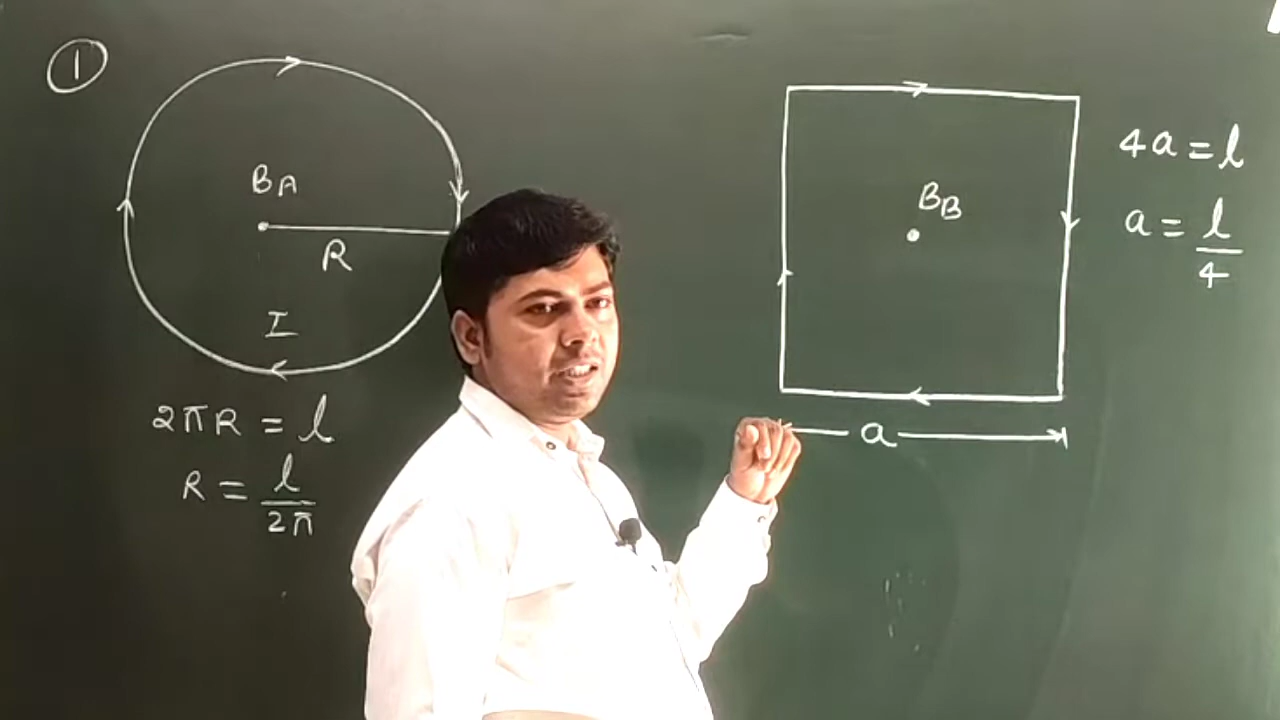 1
B_A
R
I
2πR = l
R = l/2π
B_B
a
4a = l
a = l/4